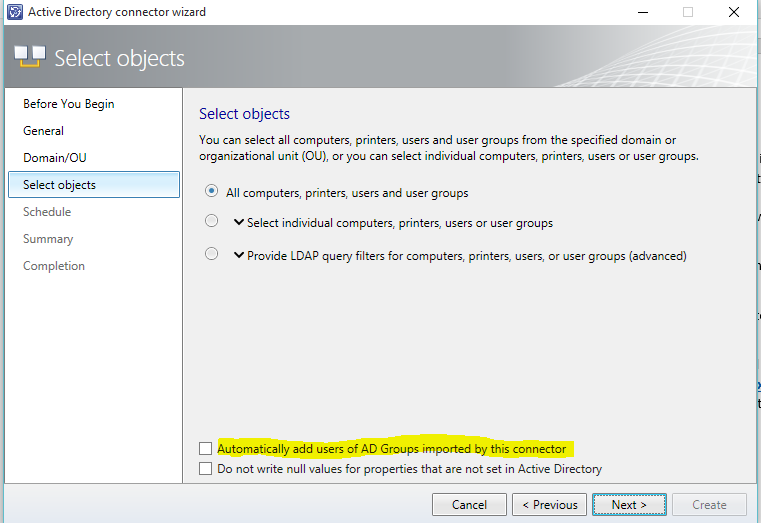 Active Directory connector wizard
Select objects
Before You Begin
General
Domain/OU
Select objects
Schedule
Summary
Completion
Select objects
You can select all computers, printers, users and user groups from the specified domain or
organizational unit (OU), or you can select individual computers, printers, users or user groups.
All computers, printers, users and user groups
Select individual computers, printers, users or user groups
Provide LDAP query filters for computers, printers, users, or user groups (advanced)
Automatically add users of AD Groups imported by this connector
Do not write null values for properties that are not set in Active Directory
Cancel
< Previous
Next >
Create